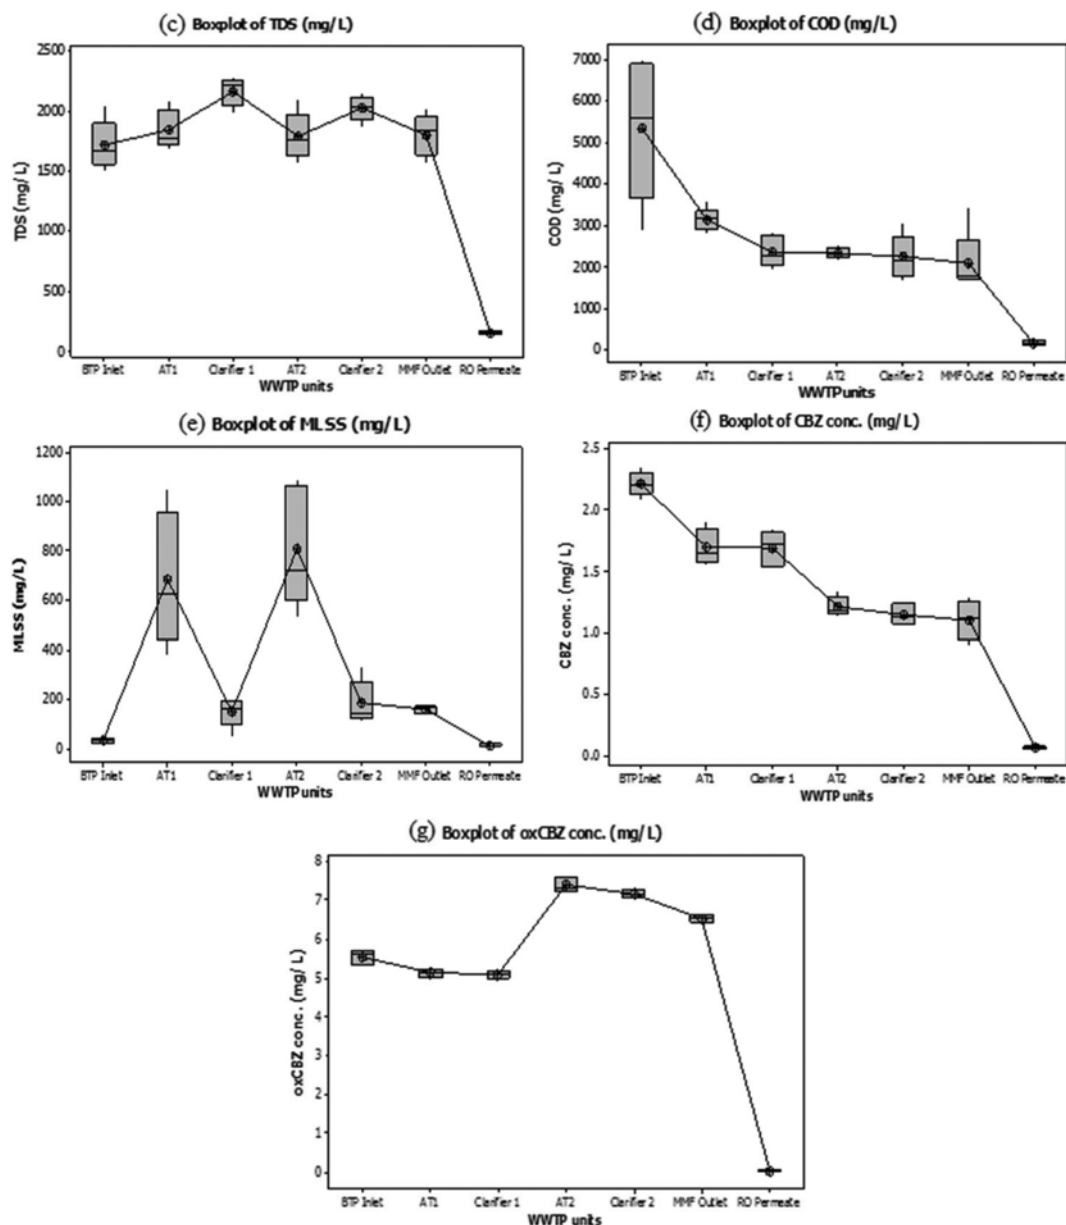 (c) Boxplot of TDS (mg/L)
2500
2000
1500
1000
500
0
TDS (mg/L)
BTP Inlet AT1 Clarifier 1 AT2 Clarifier 2 MMF Outlet RO Permeate
WWTP units
(d) Boxplot of COD (mg/L)
7000
6000
5000
4000
3000
2000
1000
0
COD (mg/L)
BTP Inlet AT1 Clarifier 1 AT2 Clarifier 2 MMF Outlet RO Permeate
WWTP units
(e) Boxplot of MLSS (mg/L)
1200
1000
800
600
400
200
0
MLSS (mg/L)
BTP Inlet AT1 Clarifier 1 AT2 Clarifier 2 MMF Outlet RO Permeate
WWTP units
(f) Boxplot of CBZ conc. (mg/L)
2.5
2.0
1.5
1.0
0.5
0.0
CBZ conc. (mg/L)
BTP Inlet AT1 Clarifier 1 AT2 Clarifier 2 MMF Outlet RO Permeate
WWTP units
(g) Boxplot of oxCBZ conc. (mg/L)
8
7
6
5
4
3
2
1
0
oxCBZ conc. (mg/L)
BTP Inlet AT1 Clarifier 1 AT2 Clarifier 2 MMF Outlet RO Permeate
WWTP units